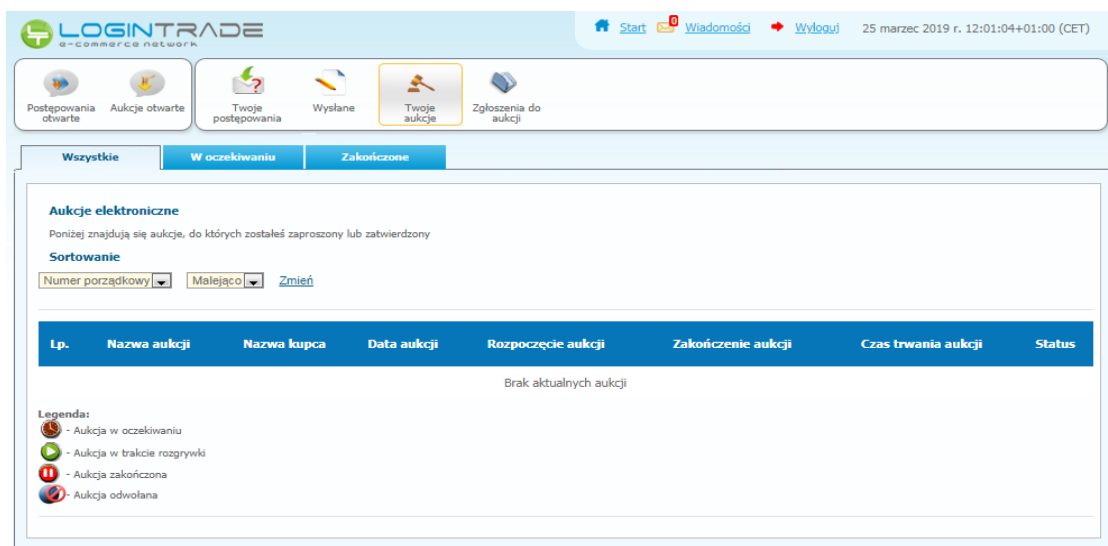 LOGINTRADE
e-commerce network
Start 0 Wiadomości Wyloguj 25 marzec 2019 r. 12:01:04+01:00 (CET)
Postępowania otwarte
Aukcje otwarte
Twoje postępowania
Wysłane
Twoje aukcje
Zgłoszenia do aukcji
Wszystkie W oczekiwaniu Zakończone
Aukcje elektroniczne
Poniżej znajdują się aukcje, do których zostałeś zaproszony lub zatwierdzony
Sortowanie
Numer porządkowy Malejąco Zmień
Lp. Nazwa aukcji Nazwa kupca Data aukcji Rozpoczęcie aukcji Zakończenie aukcji Czas trwania aukcji Status
Brak aktualnych aukcji
Legenda:
- Aukcja w oczekiwaniu
- Aukcja w trakcie rozgrywki
- Aukcja zakończona
- Aukcja odwołana